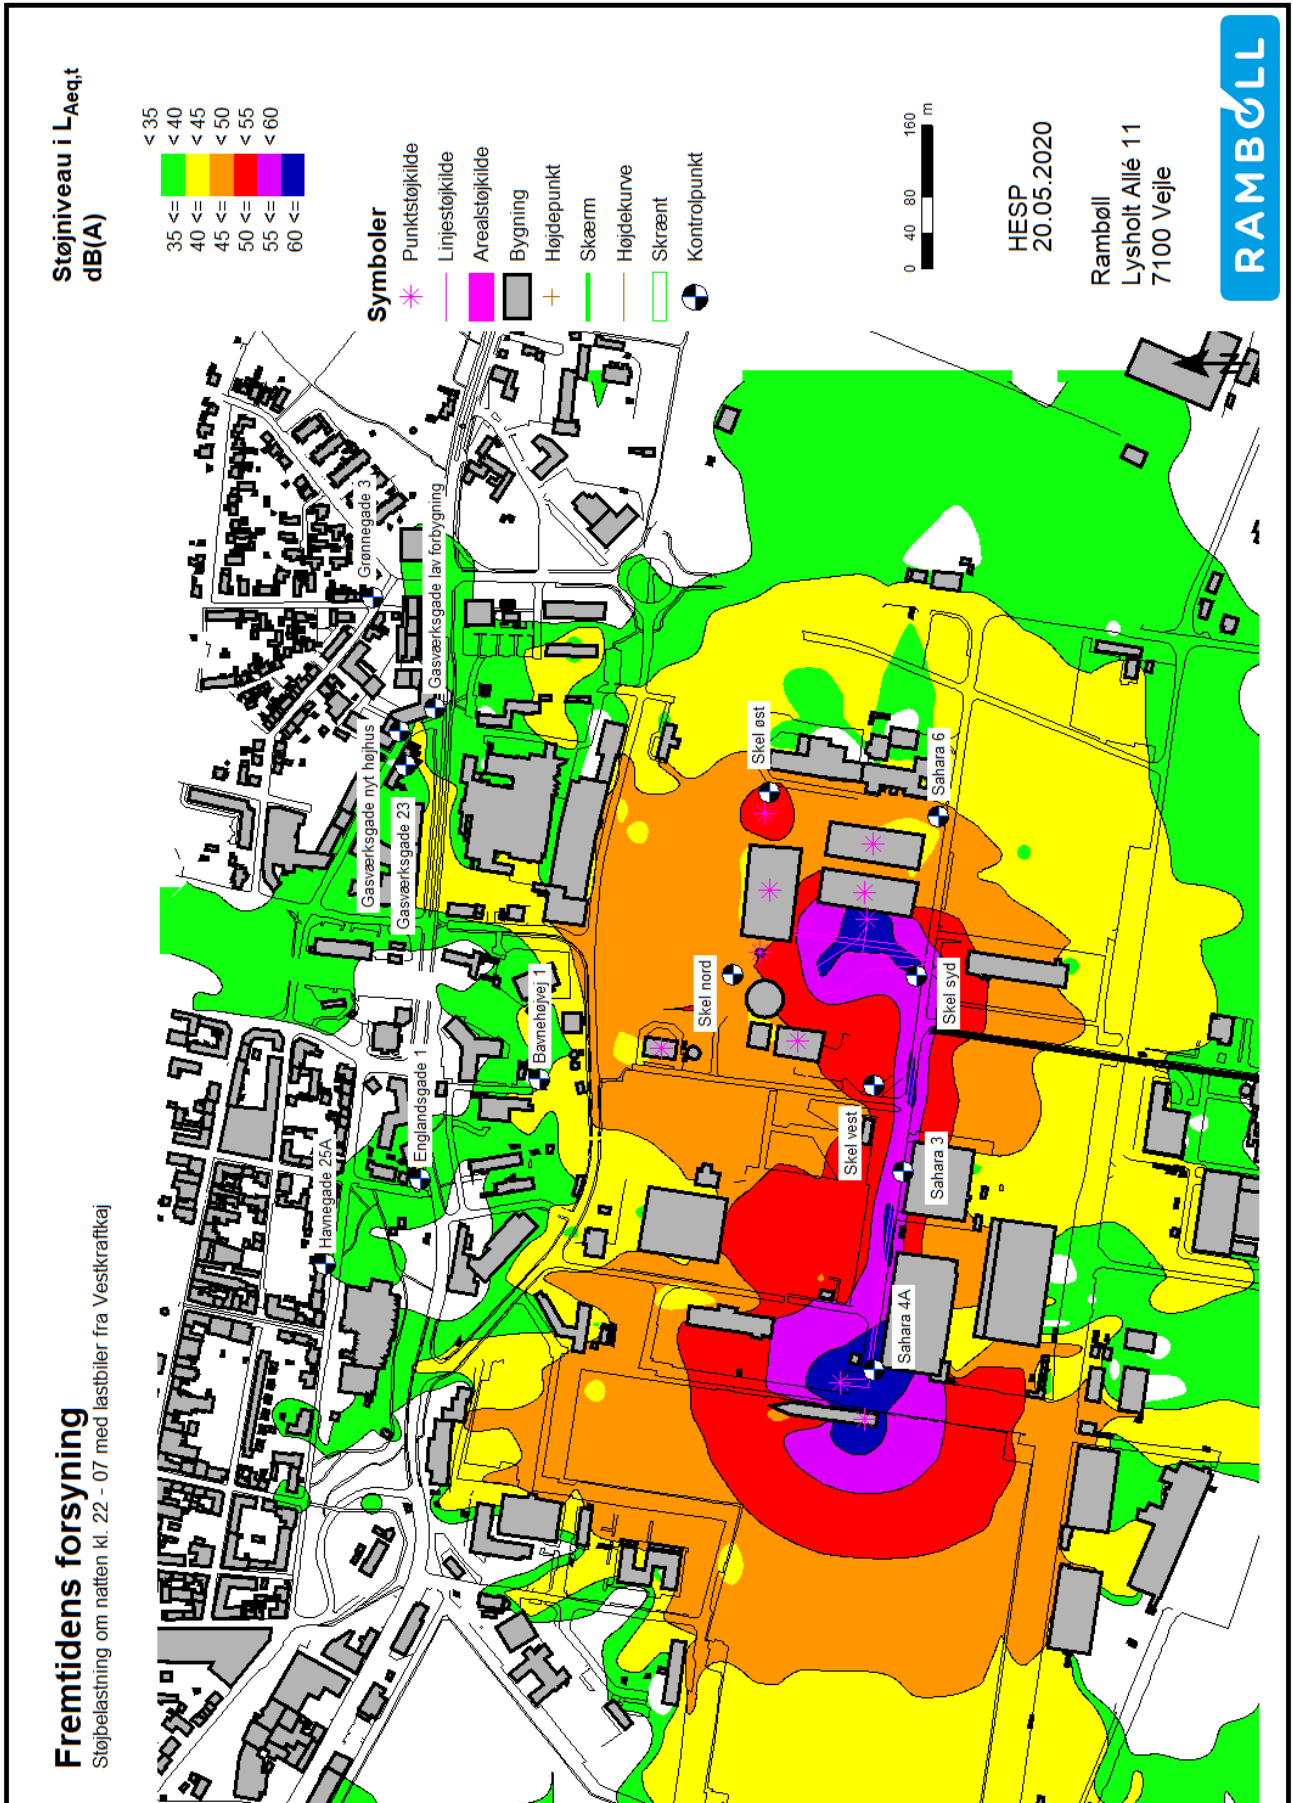 Fremtidens forsyning
Støjbelastning om natten kl. 22 - 07 med lastbiler fra Vestkraftkaj
Støjniveau i LAeq,t
dB(A)
< 35
35 <= < 40
40 <= < 45
45 <= < 50
50 <= < 55
55 <= < 60
60 <=
Symboler
Punktstøjkilde
Linjestøjkilde
Arealstøjkilde
Bygning
Højdepunkt
Skærm
Højdekurve
Skrænt
Kontrolpunkt
0 40 80 160
m
HESP
20.05.2020
Rambøll
Lysholt Allé 11
7100 Vejle
RAMBOLL
Havnegade 25A
Grønnegade 3
Gasværksgade nyt højhus
Gasværksgade 23
Englandsgade 1
Gasværksgade lav forbygning
Bavnehøjvej 1
Skel nord
Skel øst
Skel vest
Sahara 4A
Sahara 3
Skel syd
Sahara 6